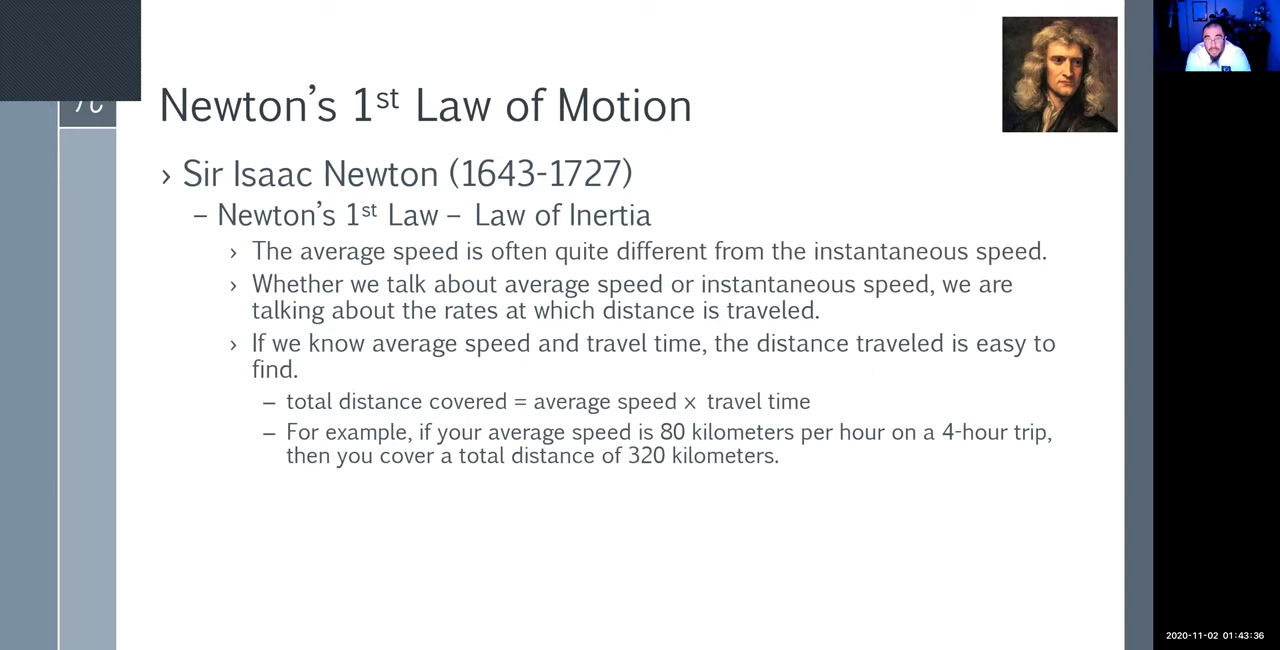 Newton’s 1st Law of Motion
› Sir Isaac Newton (1643-1727)
– Newton’s 1st Law – Law of Inertia
› The average speed is often quite different from the instantaneous speed.
› Whether we talk about average speed or instantaneous speed, we are
talking about the rates at which distance is traveled.
› If we know average speed and travel time, the distance traveled is easy to
find.
– total distance covered = average speed × travel time
– For example, if your average speed is 80 kilometers per hour on a 4-hour trip,
then you cover a total distance of 320 kilometers.
2020-11-02 01:43:36